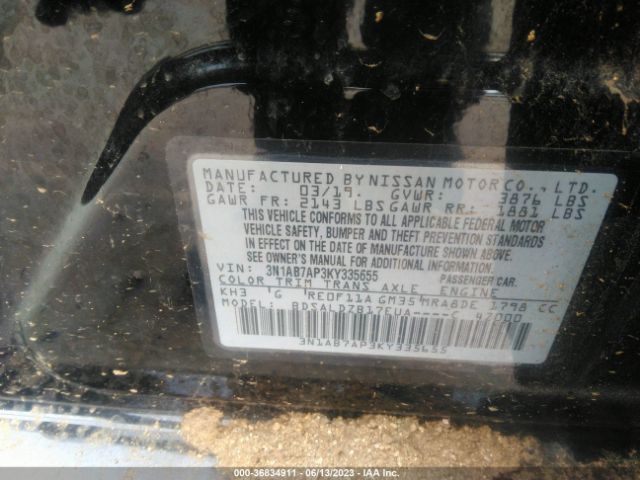 MANUFACTURED BY NISSAN MOTOR CO., LTD.
DATE: 03/19. GVWR: 3876 LBS
GAWR FR: 2143 LBS GAWR RR: 1881 LBS
THIS VEHICLE CONFORMS TO ALL APPLICABLE FEDERAL MOTOR
VEHICLE SAFETY, BUMPER AND THEFT PREVENTION STANDARDS
IN EFFECT ON THE DATE OF MANUFACTURE SHOWN ABOVE.
SEE OWNER'S MANUAL FOR ADDITIONAL INFORMATION.
VIN: 3N1AB7AP3KY335655 PASSENGER CAR.
COLOR TRIM TRANS AXLE ENGINE
KH3 G RE0F11A GM35 MRA8DE 1798 CC
MODEL: BDSALDZB17EUA----C 47000
3N1AB7AP3KY335655
000-36834911 - 06/13/2023 - IAA Inc.